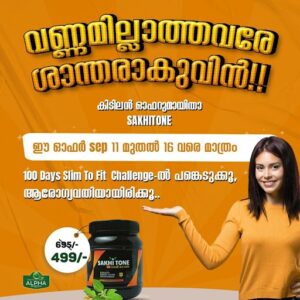 വണ്ണമില്ലാത്തവരേ
ശാന്തരാകുവിൻ!!
കിടിലൻ ഓഫറുമായിതാ
SAKHITONE
ഈ ഓഫർ sep 11 മുതൽ 16 വരെ മാത്രം
100 Days Slim To Fit Challenge-ൽ പങ്കെടുക്കൂ,
ആരോഗ്യവതിയായിരിക്കൂ..
695/-
499/-
SAKHI TONE
ALPHA